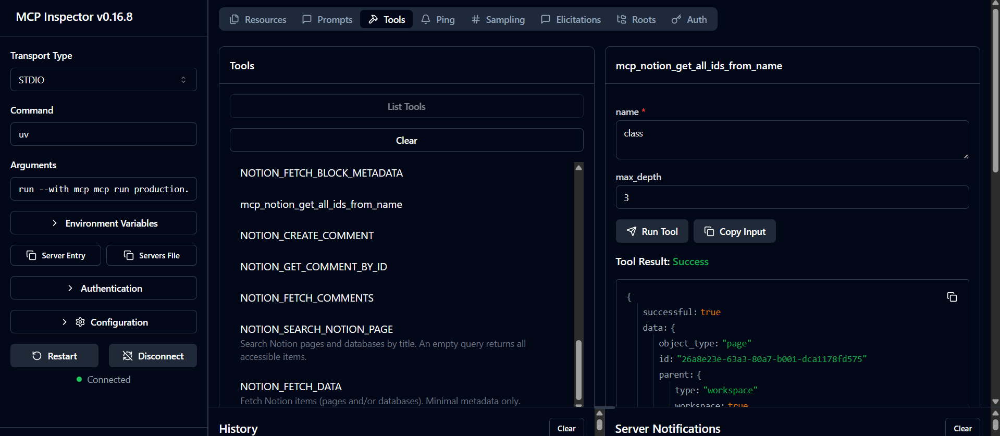 MCP Inspector v0.16.8
Transport Type
STDIO
Command
uv
Arguments
run --with mcp mcp run production.
Environment Variables
Server Entry
Servers File
Authentication
Configuration
Restart
Disconnect
Connected
Resources
Prompts
Tools
Ping
Sampling
Elicitations
Roots
Auth
Tools
List Tools
Clear
NOTION_FETCH_BLOCK_METADATA
mcp_notion_get_all_ids_from_name
NOTION_CREATE_COMMENT
NOTION_GET_COMMENT_BY_ID
NOTION_FETCH_COMMENTS
NOTION_SEARCH_NOTION_PAGE
Search Notion pages and databases by title. An empty query returns all
accessible items.
NOTION_FETCH_DATA
Fetch Notion items (pages and/or databases). Minimal metadata only.
mcp_notion_get_all_ids_from_name
name *
class
max_depth
3
Run Tool
Copy Input
Tool Result: Success
{
successful: true
data: {
object_type: "page"
id: "26a8e23e-63a3-80a7-b001-dca1178fd575"
parent: {
type: "workspace"
workspace: true
History
Clear
Server Notifications
Clear